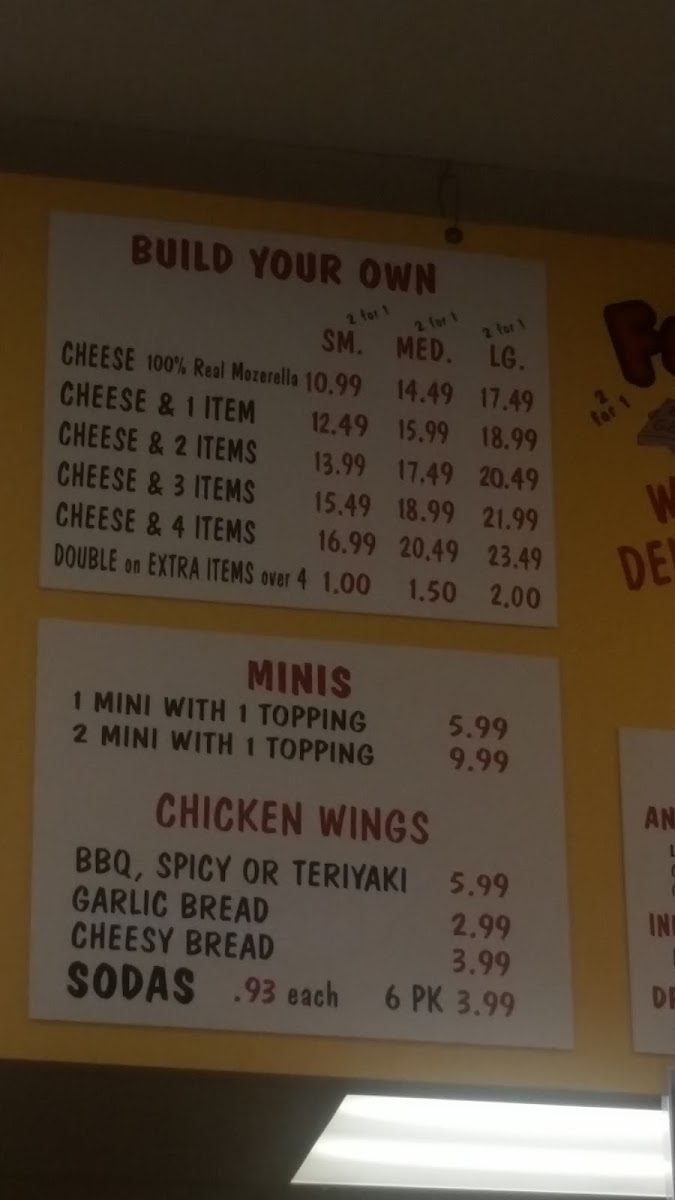 BUILD YOUR OWN
2 for 1 2 for 1 2 for 1
SM. MED. LG.
CHEESE 100% Real Mozerella 10.99 14.49 17.49
CHEESE & 1 ITEM 12.49 15.99 18.99
CHEESE & 2 ITEMS 13.99 17.49 20.49
CHEESE & 3 ITEMS 15.49 18.99 21.99
CHEESE & 4 ITEMS 16.99 20.49 23.49
DOUBLE on EXTRA ITEMS over 4 1.00 1.50 2.00
MINIS
1 MINI WITH 1 TOPPING 5.99
2 MINI WITH 1 TOPPING 9.99
CHICKEN WINGS
BBQ, SPICY OR TERIYAKI 5.99
GARLIC BREAD 2.99
CHEESY BREAD 3.99
SODAS .93 each 6 PK 3.99
2 for 1